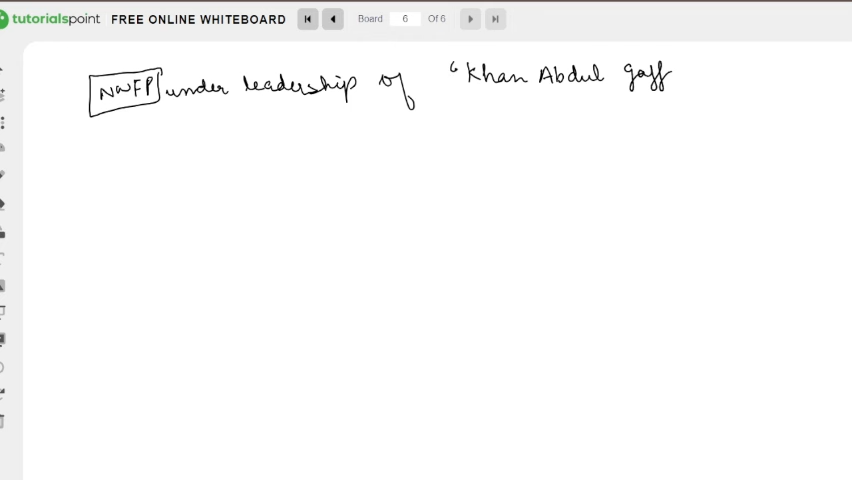 tutorialspoint FREE ONLINE WHITEBOARD Board 6 Of 6
NWFP under leadership of "Khan Abdul gaff